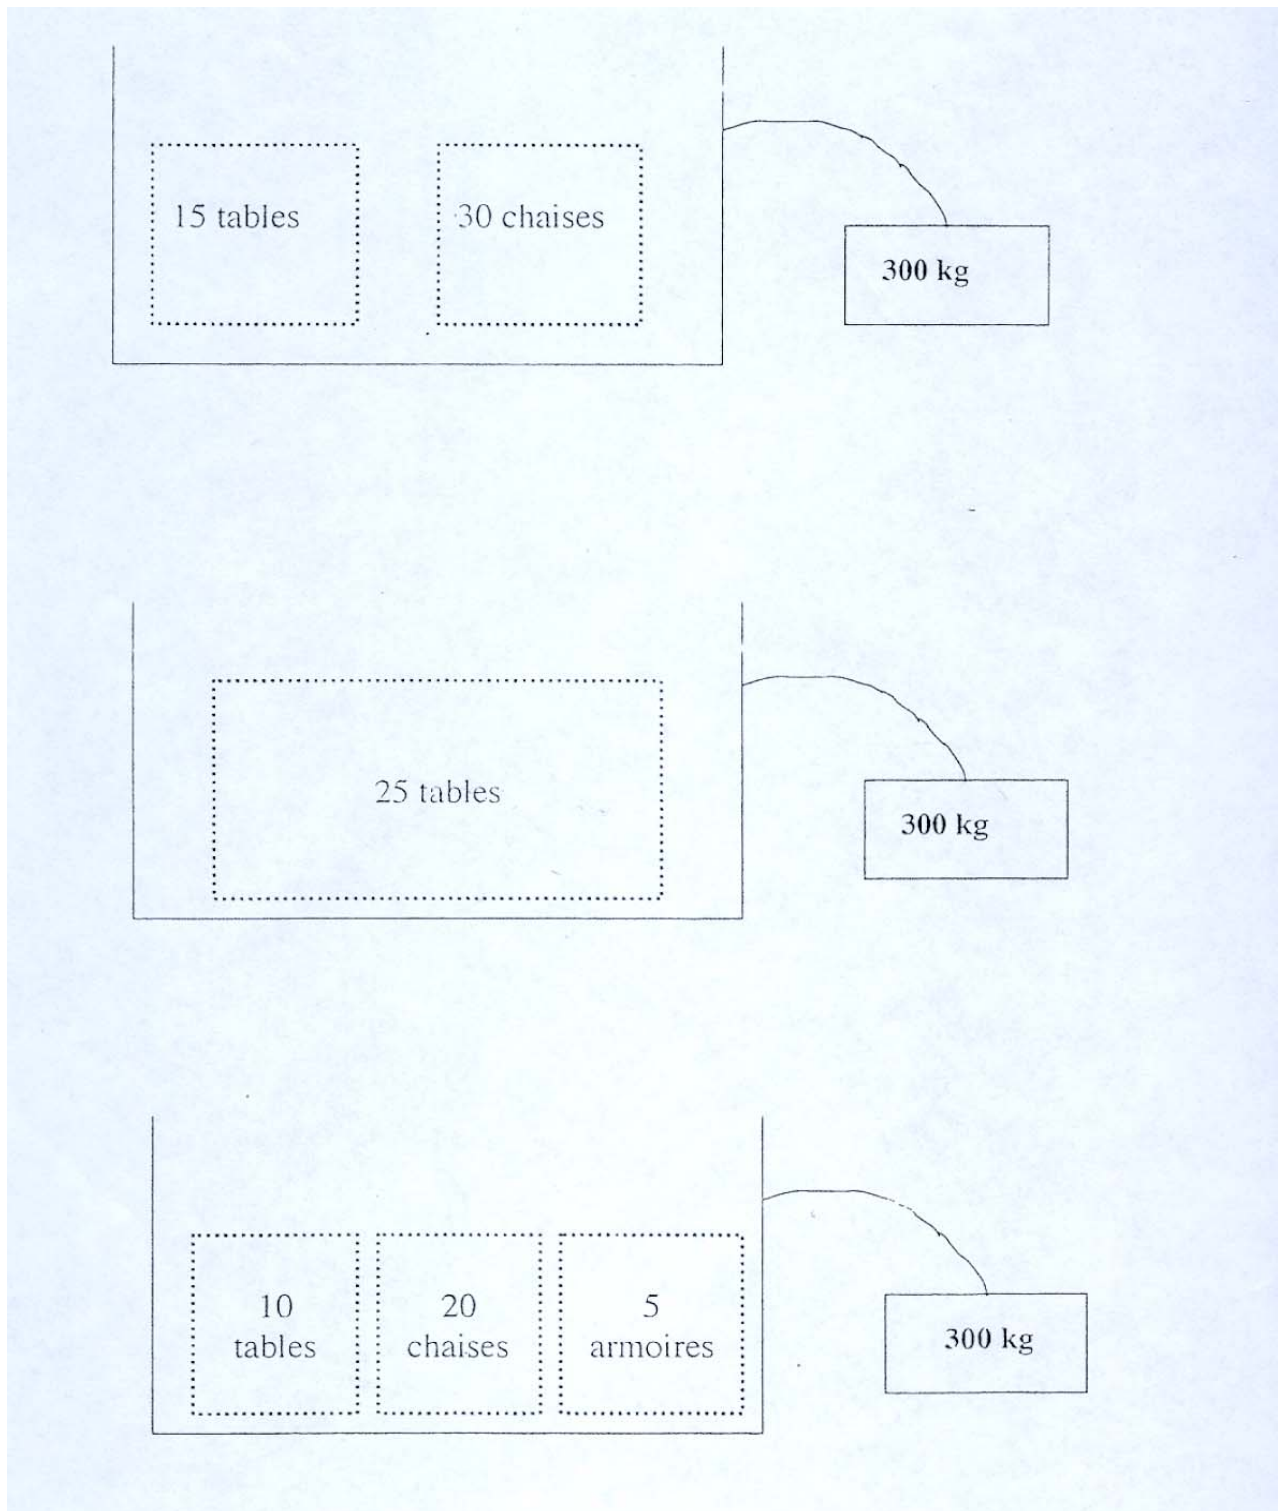 15 tables
30 chaises
300 kg
25 tables
300 kg
10
tables
20
chaises
5
armoires
300 kg